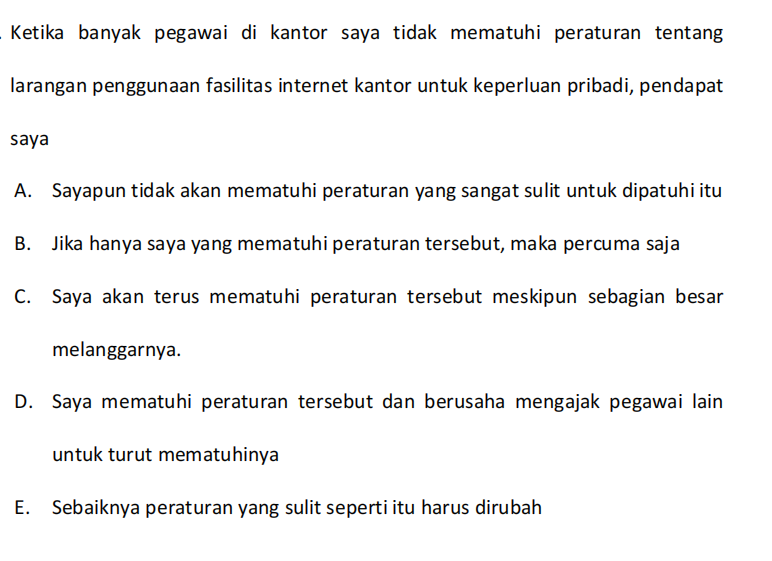 . Ketika banyak pegawai di kantor saya tidak mematuhi peraturan tentang
larangan penggunaan fasilitas internet kantor untuk keperluan pribadi, pendapat
saya
A. Sayapun tidak akan mematuhi peraturan yang sangat sulit untuk dipatuhi itu
B. Jika hanya saya yang mematuhi peraturan tersebut, maka percuma saja
C. Saya akan terus mematuhi peraturan tersebut meskipun sebagian besar
melanggarnya.
D. Saya mematuhi peraturan tersebut dan berusaha mengajak pegawai lain
untuk turut mematuhinya
E. Sebaiknya peraturan yang sulit seperti itu harus dirubah